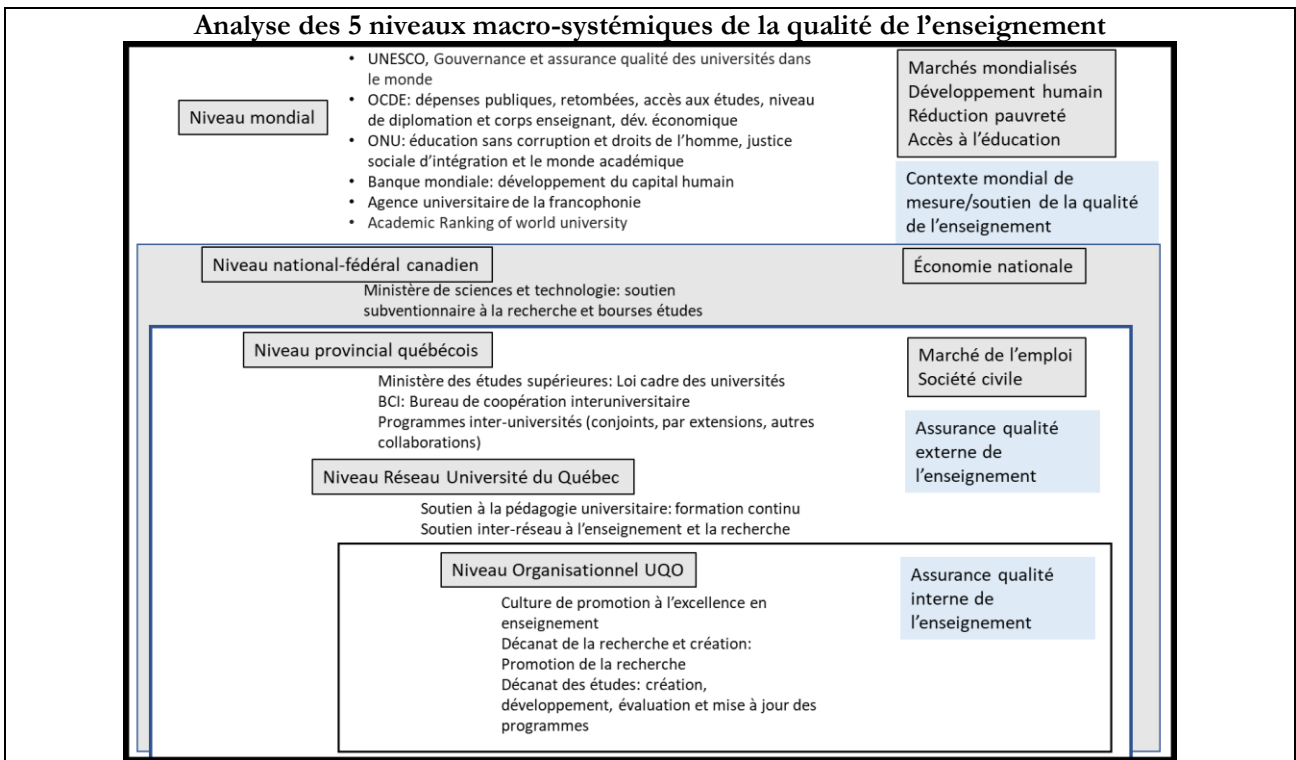 Analyse des 5 niveaux macro-systémiques de la qualité de l'enseignement
Niveau mondial
• UNESCO, Gouvernance et assurance qualité des universités dans
le monde
• OCDE: dépenses publiques, retombées, accès aux études, niveau
de diplomation et corps enseignant, dév. économique
• ONU: éducation sans corruption et droits de l'homme, justice
sociale d'intégration et le monde académique
• Banque mondiale: développement du capital humain
• Agence universitaire de la francophonie
• Academic Ranking of world university
Marchés mondialisés
Développement humain
Réduction pauvreté
Accès à l'éducation
Contexte mondial de
mesure/soutien de la qualité
de l'enseignement
Niveau national-fédéral canadien
Économie nationale
Ministère de sciences et technologie: soutien
subventionnaire à la recherche et bourses études
Niveau provincial québécois
Marché de l'emploi
Société civile
Ministère des études supérieures: Loi cadre des universités
BCI: Bureau de coopération interuniversitaire
Programmes inter-universités (conjoints, par extensions, autres
collaborations)
Assurance qualité
externe de
l'enseignement
Niveau Réseau Université du Québec
Soutien à la pédagogie universitaire: formation continu
Soutien inter-réseau à l'enseignement et la recherche
Niveau Organisationnel UQO
Assurance qualité
interne de
l'enseignement
Culture de promotion à l'excellence en
enseignement
Décanat de la recherche et création:
Promotion de la recherche
Décanat des études: création,
développement, évaluation et mise à jour des
programmes